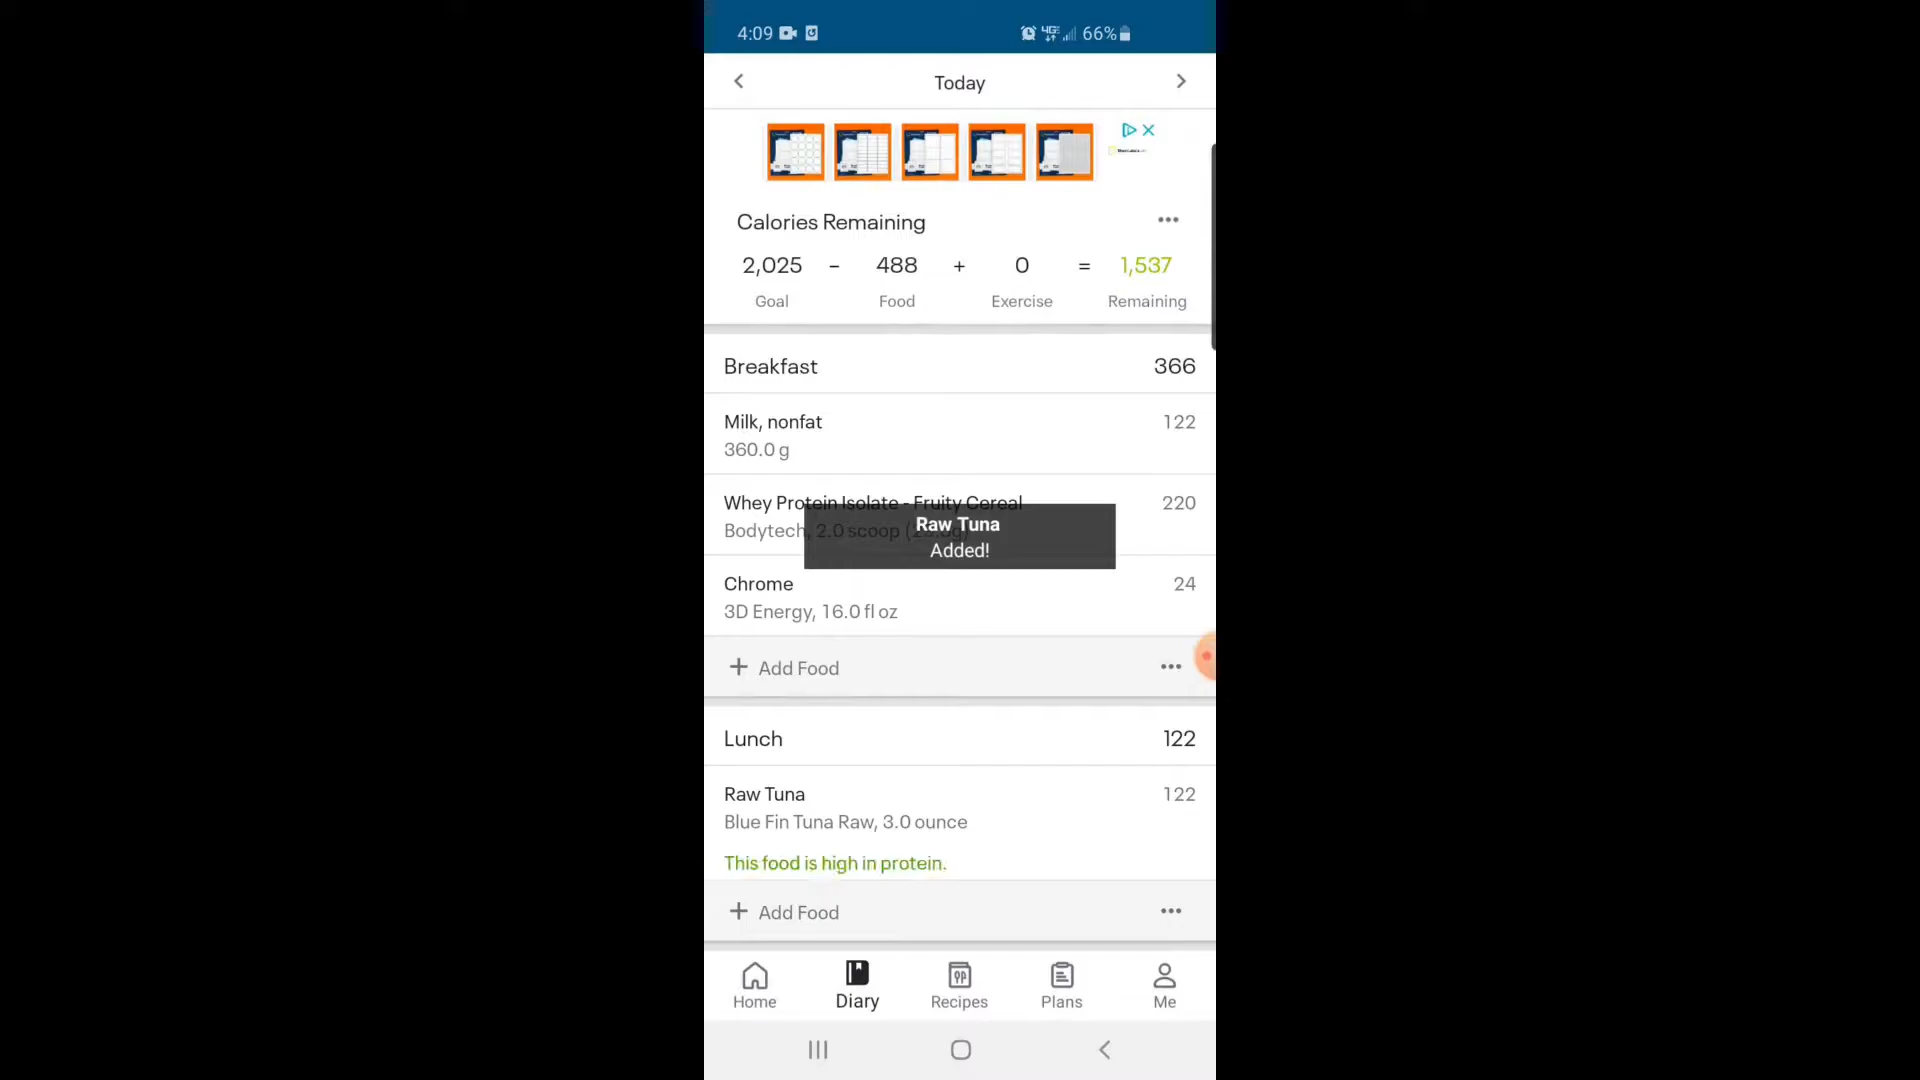 4:09 66%
Today
Calories Remaining
2,025 - 488 + 0 = 1,537
Goal Food Exercise Remaining
Breakfast 366
Milk, nonfat 122
360.0 g
Whey Protein Isolate - Fruity Cereal 220
Bodytech, 2.0 scoop
Raw Tuna
Added!
Chrome 24
3D Energy, 16.0 fl oz
+ Add Food
Lunch 122
Raw Tuna 122
Blue Fin Tuna Raw, 3.0 ounce
This food is high in protein.
+ Add Food
Home Diary Recipes Plans Me